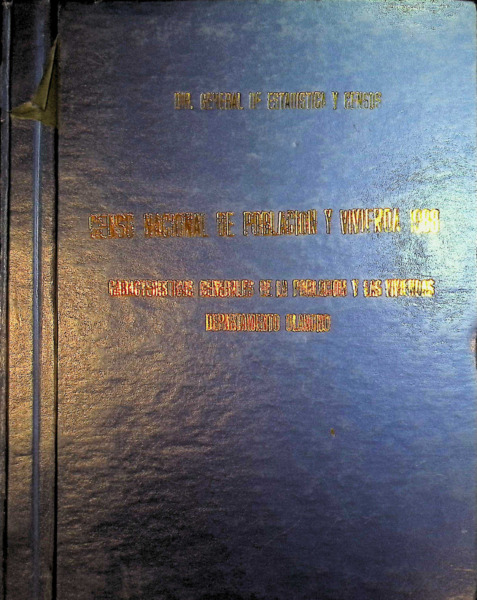 DIR. GENERAL DE ESTADISTICA Y CENSOS
CENSO NACIONAL DE POBLACION Y VIVIENDA 1988
CARACTERISTICAS GENERALES DE LA POBLACION Y LAS VIVIENDAS
DEPARTAMENTO OLANCHO